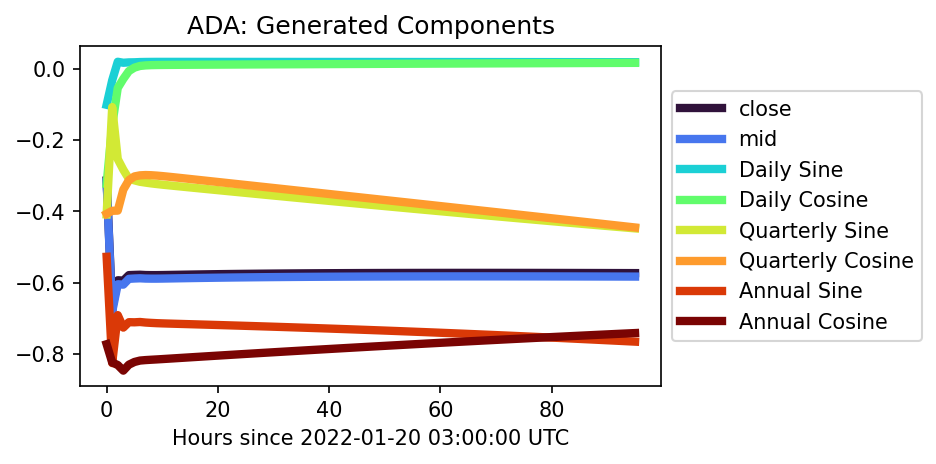 ADA: Generated Components
0.0
−0.2
−0.4
−0.6
−0.8
0 20 40 60 80
Hours since 2022-01-20 03:00:00 UTC
close
mid
Daily Sine
Daily Cosine
Quarterly Sine
Quarterly Cosine
Annual Sine
Annual Cosine